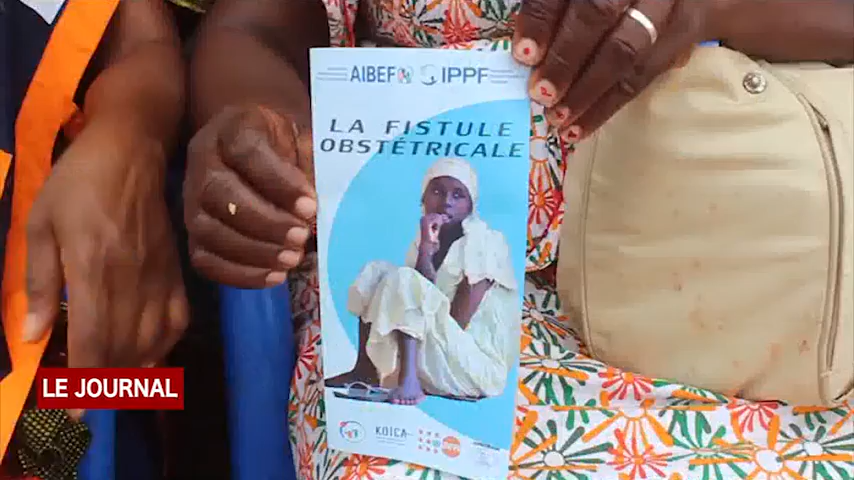 AIBEF IPPF
LA FISTULE
OBSTÉTRICALE
LE JOURNAL
KOICA